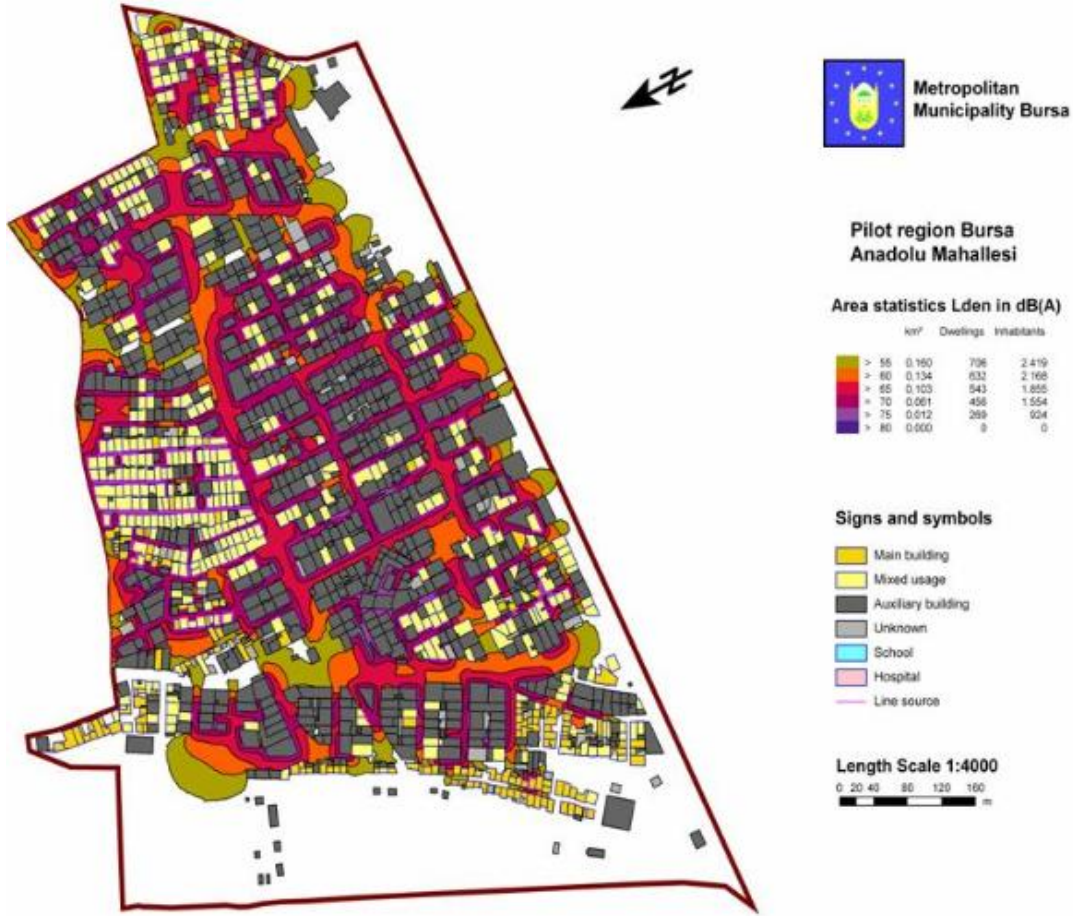 N
Metropolitan
Municipality Bursa
Pilot region Bursa
Anadolu Mahallesi
Area statistics Lden in dB(A)
km² Dwellings Inhabitants
> 55 0.160 706 2.419
> 60 0.134 632 2.168
> 65 0.103 543 1.855
> 70 0.061 456 1.554
> 75 0.012 269 924
> 80 0.000 0 0
Signs and symbols
Main building
Mixed usage
Auxiliary building
Unknown
School
Hospital
Line source
Length Scale 1:4000
0 20 40 80 120 160
m